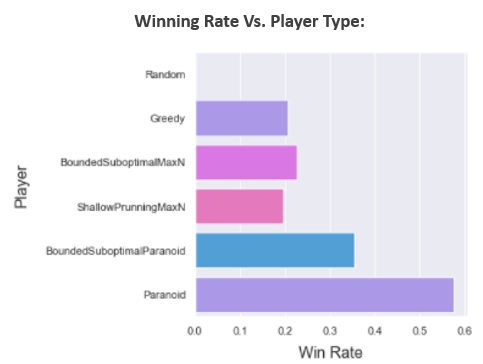 Winning Rate Vs. Player Type:
Random
Greedy
BoundedSuboptimalMaxN
ShallowPrunningMaxN
BoundedSuboptimalParanoid
Paranoid
Player
0.0 0.1 0.2 0.3 0.4 0.5 0.6
Win Rate